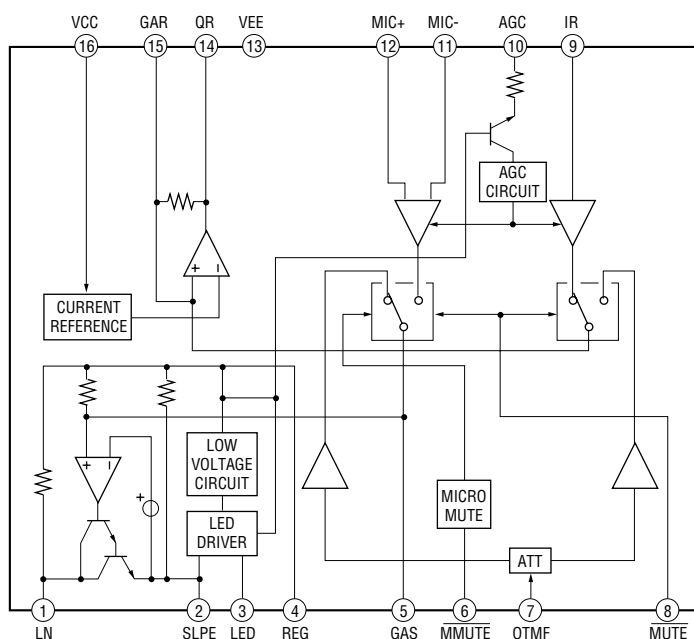 VCC GAR QR VEE MIC+ MIC- AGC IR
16 15 14 13 12 11 10 9
AGC
CIRCUIT
+ −
CURRENT
REFERENCE
+ −
+
LOW
VOLTAGE
CIRCUIT
LED
DRIVER
MICRO
MUTE
ATT
1 2 3 4 5 6 7 8
LN SLPE LED REG GAS MMUTE OTMF MUTE